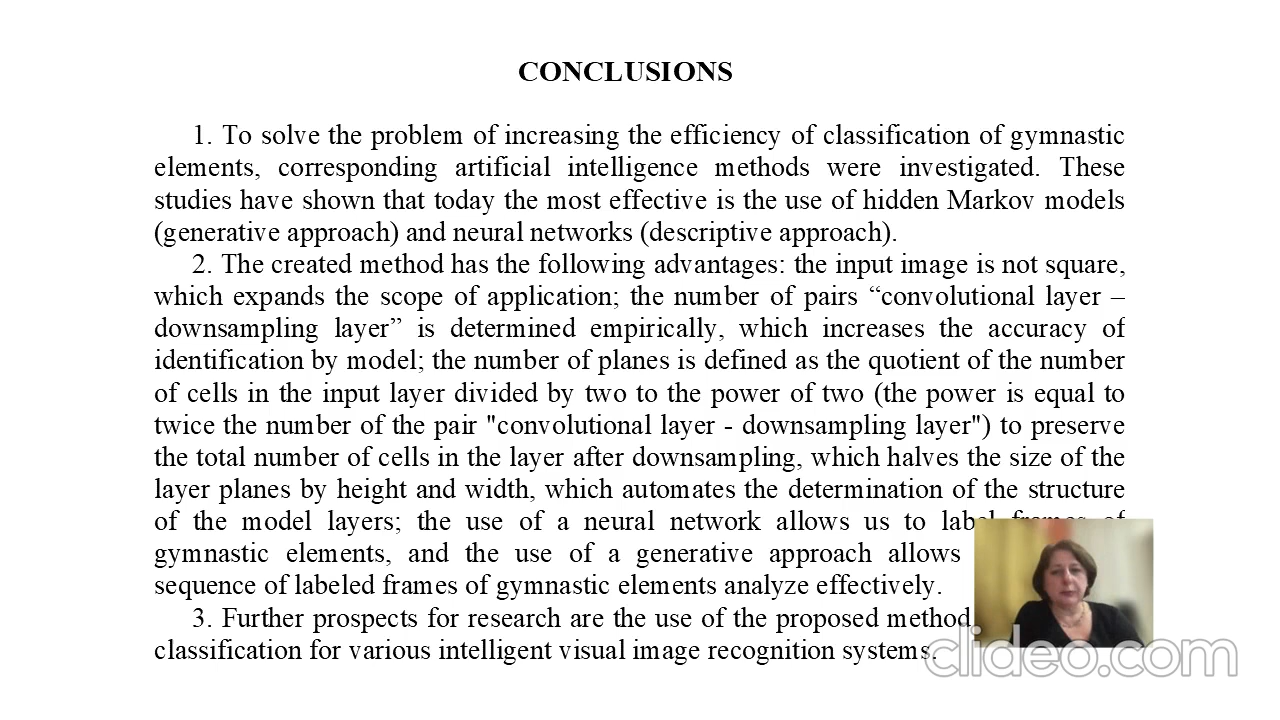 CONCLUSIONS
1. To solve the problem of increasing the efficiency of classification of gymnastic
elements, corresponding artificial intelligence methods were investigated. These
studies have shown that today the most effective is the use of hidden Markov models
(generative approach) and neural networks (descriptive approach).
2. The created method has the following advantages: the input image is not square,
which expands the scope of application; the number of pairs “convolutional layer –
downsampling layer” is determined empirically, which increases the accuracy of
identification by model; the number of planes is defined as the quotient of the number
of cells in the input layer divided by two to the power of two (the power is equal to
twice the number of the pair "convolutional layer - downsampling layer") to preserve
the total number of cells in the layer after downsampling, which halves the size of the
layer planes by height and width, which automates the determination of the structure
of the model layers; the use of a neural network allows us to label frames of
gymnastic elements, and the use of a generative approach allows
sequence of labeled frames of gymnastic elements analyze effectively.
3. Further prospects for research are the use of the proposed method
classification for various intelligent visual image recognition systems.
clideo.com